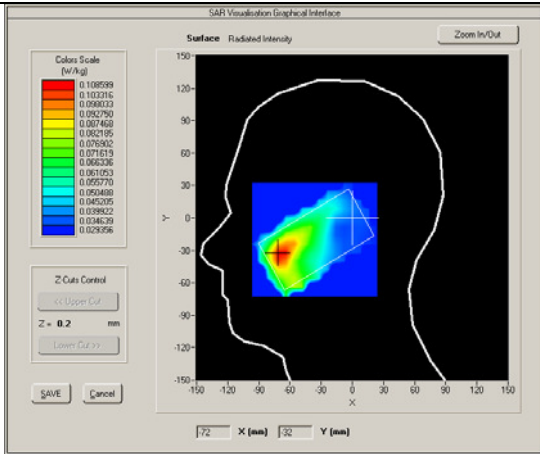 SAR Visualisation Graphical Interface
Surface Radiated Intensity
Zoom In/Out
Colors Scale
(W/kg)
0.108599
0.103316
0.098033
0.092750
0.087468
0.082185
0.076902
0.071619
0.066336
0.061053
0.055770
0.050488
0.045205
0.039922
0.034639
0.029356
Z-Cuts Control
<< Upper Cut
Z = 0.2 mm
Lower Cut >>
SAVE Cancel
150
120
90
60
30
0
-30
-60
-90
-120
-150
Y
-150 -120 -90 -60 -30 0 30 60 90 120 150
X
-72 X (mm) -32 Y (mm)